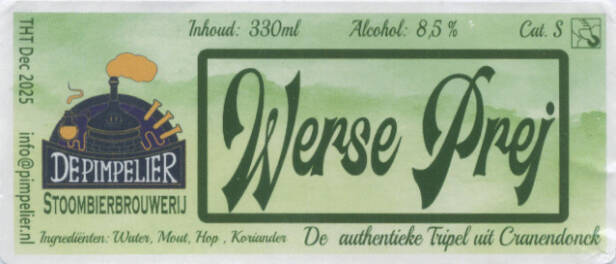 Inhoud: 330ml Alcohol: 8,5 % Cat. S
THT Dec 2025 info@pimpelier.nl
DE PIMPELIER
STOOMBIERBROUWERIJ
Werse Prej
Ingrediënten: Water, Mout, Hop , Koriander
De authentieke Tripel uit Cranendonck